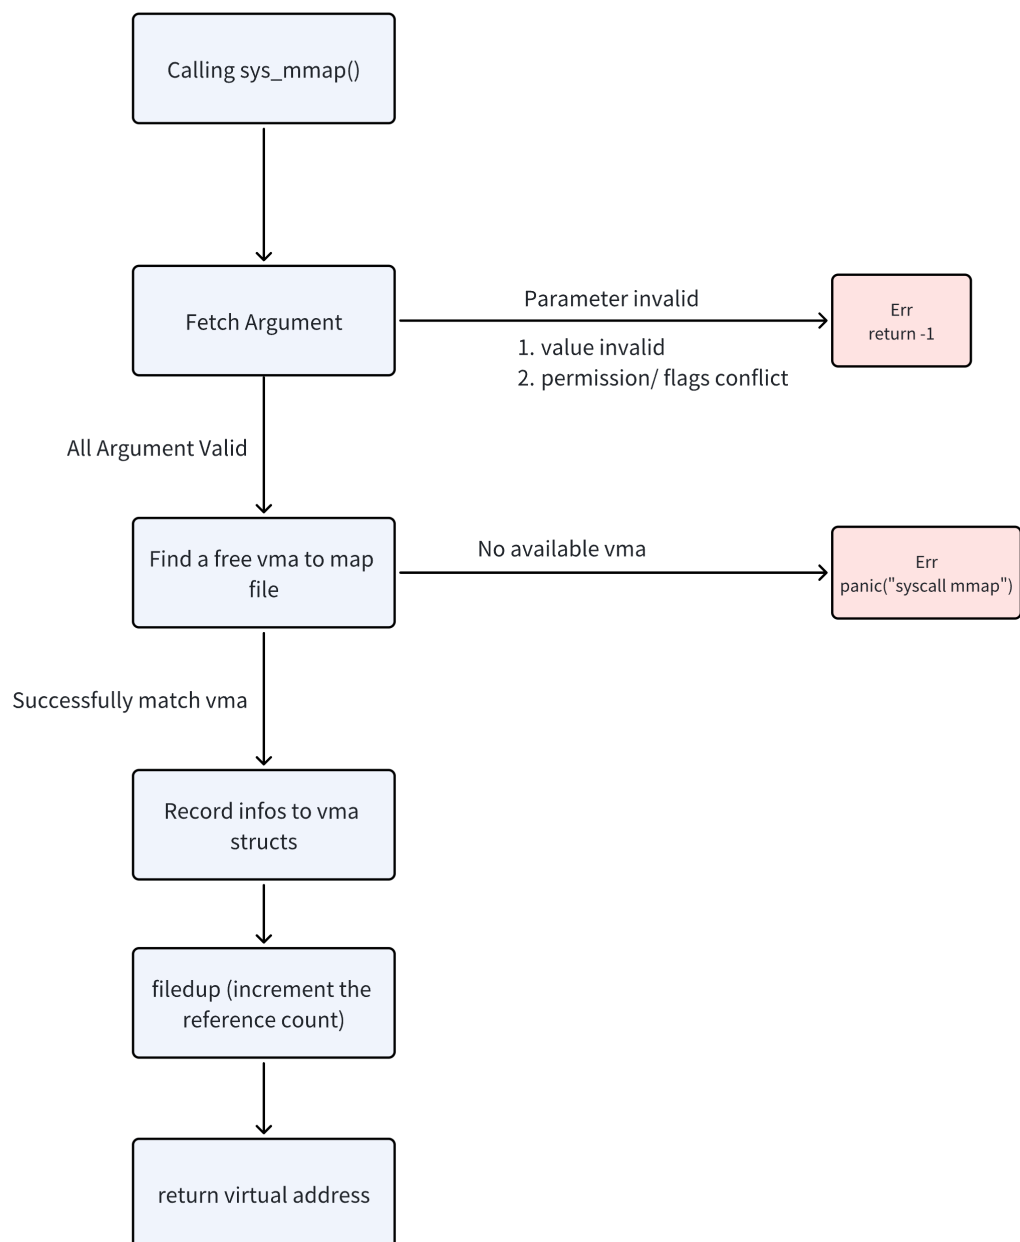 Calling sys_mmap()
Fetch Argument
Parameter invalid
1. value invalid
2. permission/ flags conflict
Err
return -1
All Argument Valid
Find a free vma to map
file
No available vma
Err
panic("syscall mmap")
Successfully match vma
Record infos to vma
structs
filedup (increment the
reference count)
return virtual address